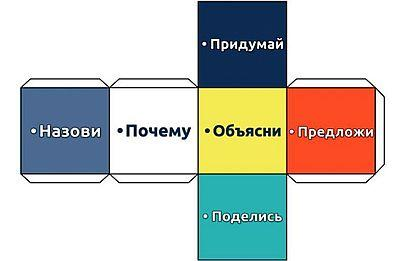 • Придумай
• Назови
• Почему
• Объясни
• Предложи
• Поделись